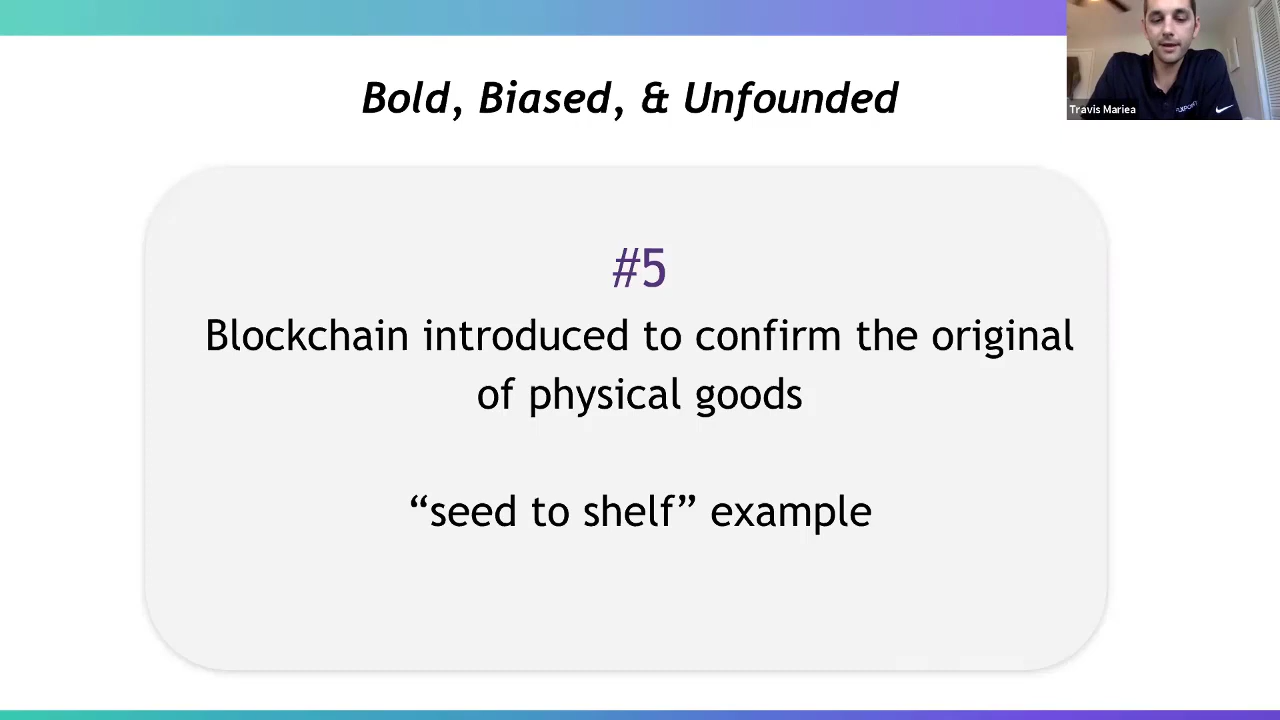 Bold, Biased, & Unfounded
Travis Mariea
#5
Blockchain introduced to confirm the original
of physical goods
“seed to shelf” example